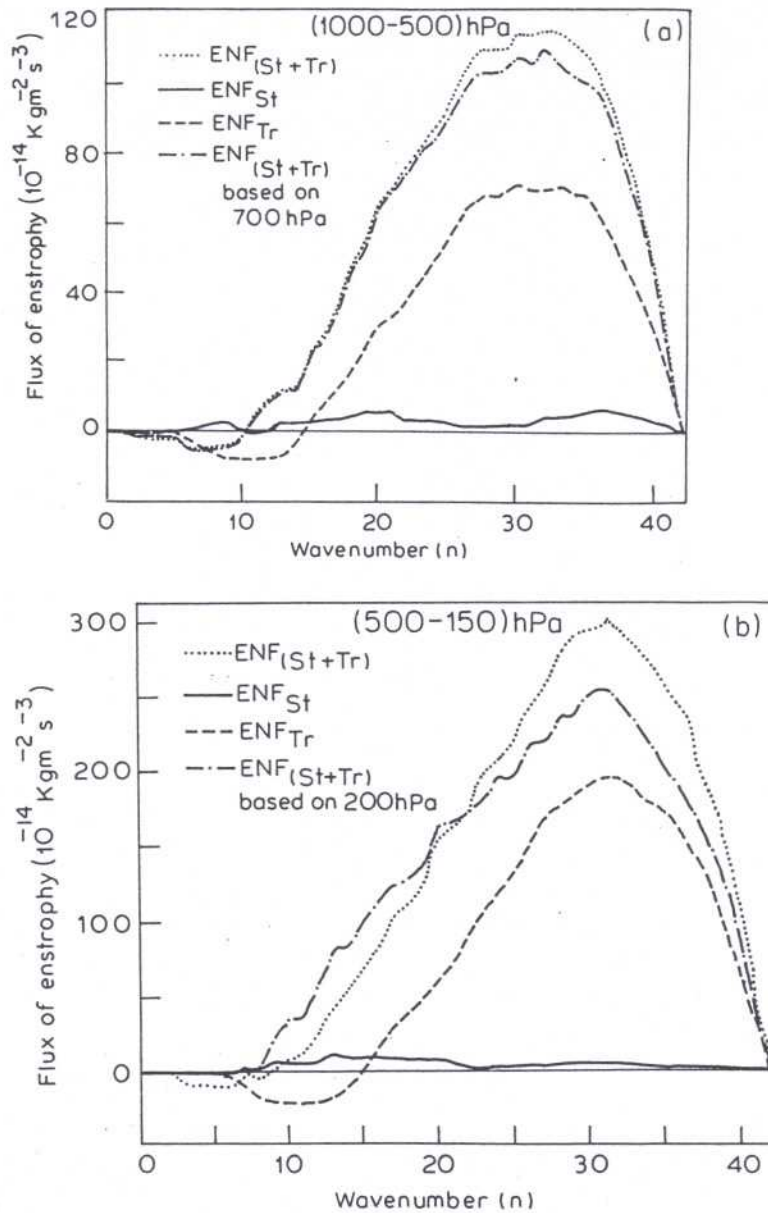 (1000-500)hPa (a)
120
80
40
0
Flux of enstrophy (10⁻¹⁴ Kgm⁻² s⁻³)
ENF(St+Tr)
ENFSt
ENFTr
ENF(St+Tr)
based on
700 hPa
0 10 20 30 40
Wavenumber (n)
(500-150) hPa (b)
300
200
100
0
Flux of enstrophy (10⁻¹⁴ Kgm⁻² s⁻³)
ENF(St+Tr)
ENFSt
ENFTr
ENF(St+Tr)
based on 200hPa
0 10 20 30 40
Wavenumber (n)